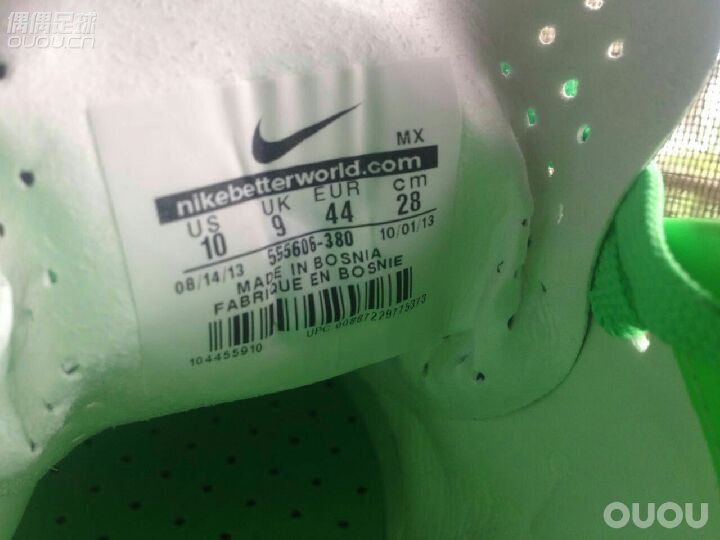 偶偶足球
OUOU.CN
MX
nikebetterworld.com
US UK EUR cm
10 9 44 28
08/14/13 555606-380 10/01/13
MADE IN BOSNIA
FABRIQUE EN BOSNIE
104455910
UPC:
OUOU